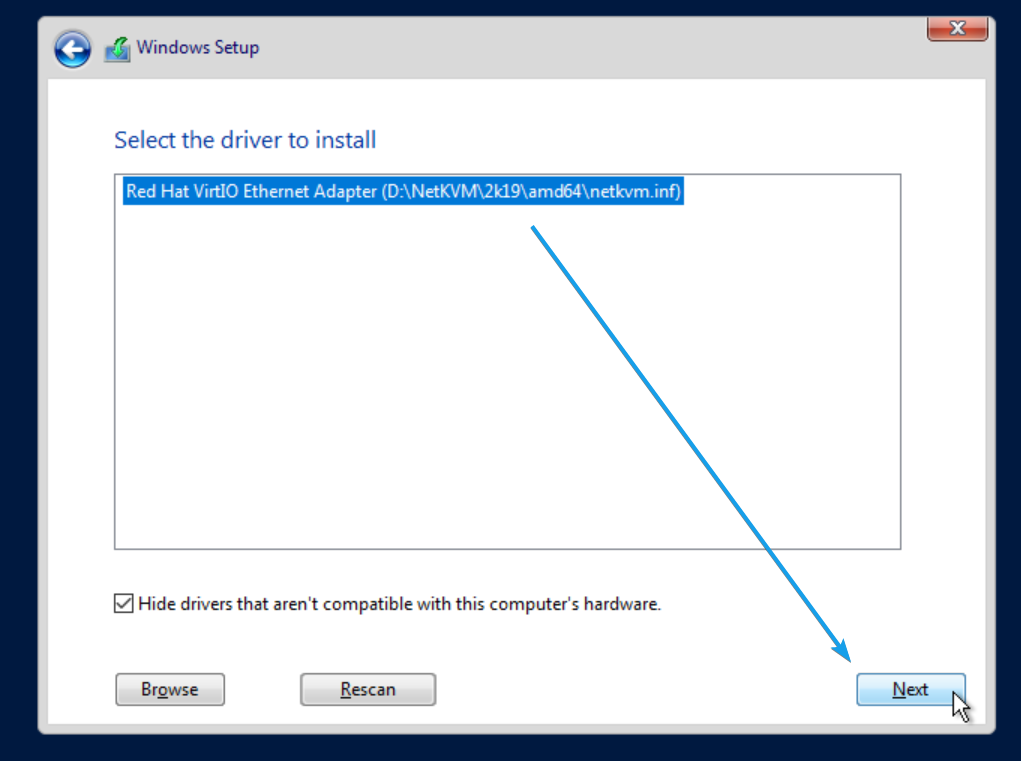 Windows Setup
Select the driver to install
Red Hat VirtIO Ethernet Adapter (D:\NetKVM\2k19\amd64\netkvm.inf)
Hide drivers that aren't compatible with this computer's hardware.
Browse
Rescan
Next